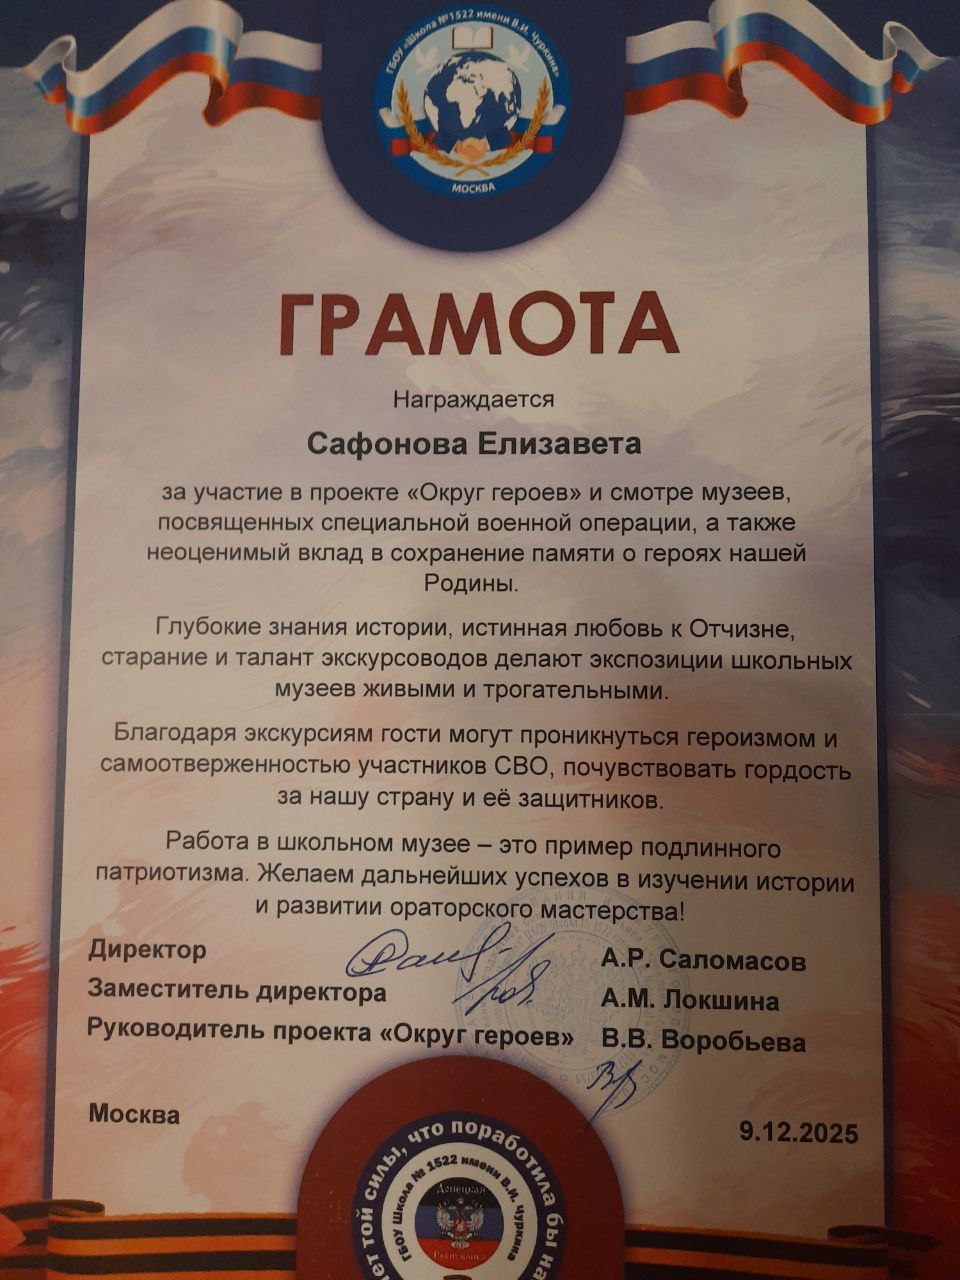 ГБОУ «Школа №1522 имени В.И. Чуркина»
МОСКВА
ГРАМОТА
Награждается
Сафонова Елизавета
за участие в проекте «Округ героев» и смотре музеев,
посвященных специальной военной операции, а также
неоценимый вклад в сохранение памяти о героях нашей
Родины.
Глубокие знания истории, истинная любовь к Отчизне,
старание и талант экскурсоводов делают экспозиции школьных
музеев живыми и трогательными.
Благодаря экскурсиям гости могут проникнуться героизмом и
самоотверженностью участников СВО, почувствовать гордость
за нашу страну и её защитников.
Работа в школьном музее – это пример подлинного
патриотизма. Желаем дальнейших успехов в изучении истории
и развитии ораторского мастерства!
Директор А.Р. Саломасов
Заместитель директора А.М. Локшина
Руководитель проекта «Округ героев» В.В. Воробьева
Москва 9.12.2025
той силы, что поработила бы
ГБОУ Школа № 1522 имени В.И. Чуркина
Донецкая
Республика